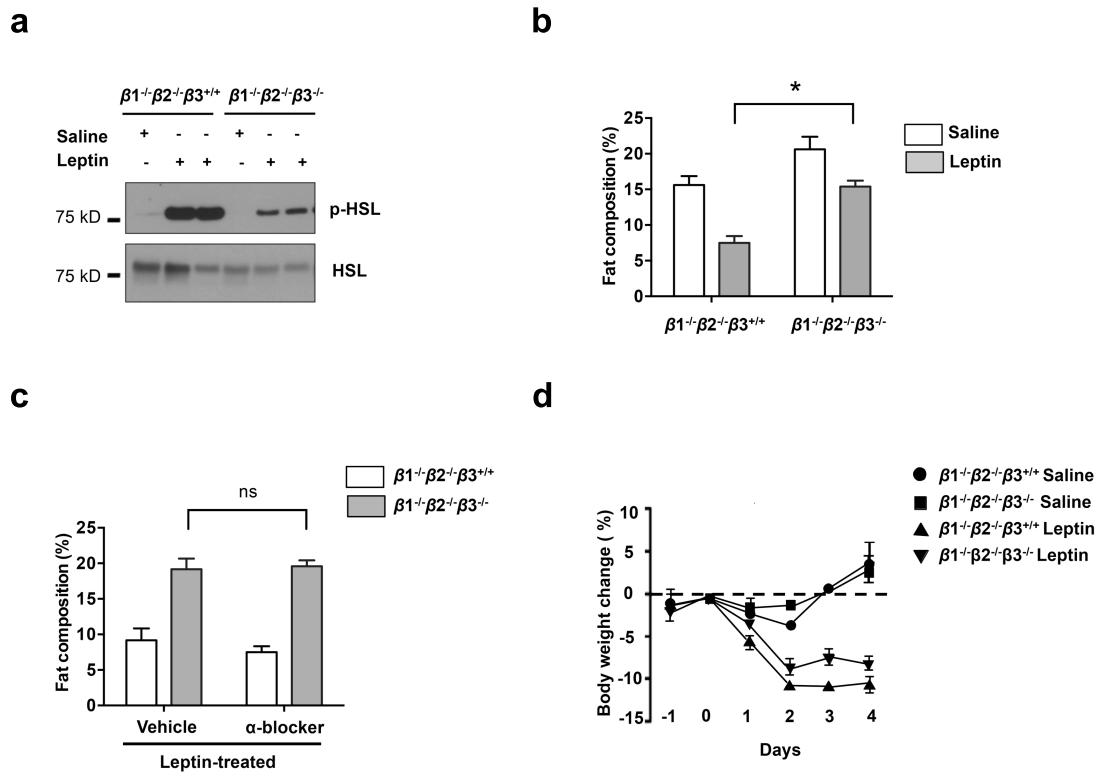 a
β1-/-β2-/-β3+/+ β1-/-β2-/-β3-/-
Saline + - - + - -
Leptin - + + - + +
75 kD p-HSL
75 kD HSL
b
*
Fat composition (%)
25
20
15
10
5
0
β1-/-β2-/-β3+/+ β1-/-β2-/-β3-/-
Saline
Leptin
c
β1-/-β2-/-β3+/+
β1-/-β2-/-β3-/-
ns
Fat composition (%)
25
20
15
10
5
0
Vehicle α-blocker
Leptin-treated
d
β1-/-β2-/-β3+/+ Saline
β1-/-β2-/-β3-/- Saline
β1-/-β2-/-β3+/+ Leptin
β1-/-β2-/-β3-/- Leptin
Body weight change ( %)
10
5
0
-5
-10
-15
-1 0 1 2 3 4
Days